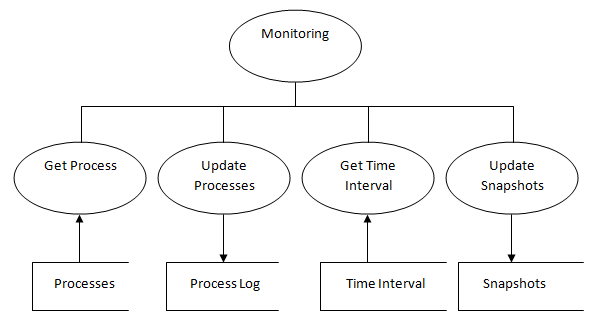 Monitoring
Get Process
Update
Processes
Get Time
Interval
Update
Snapshots
Processes
Process Log
Time Interval
Snapshots